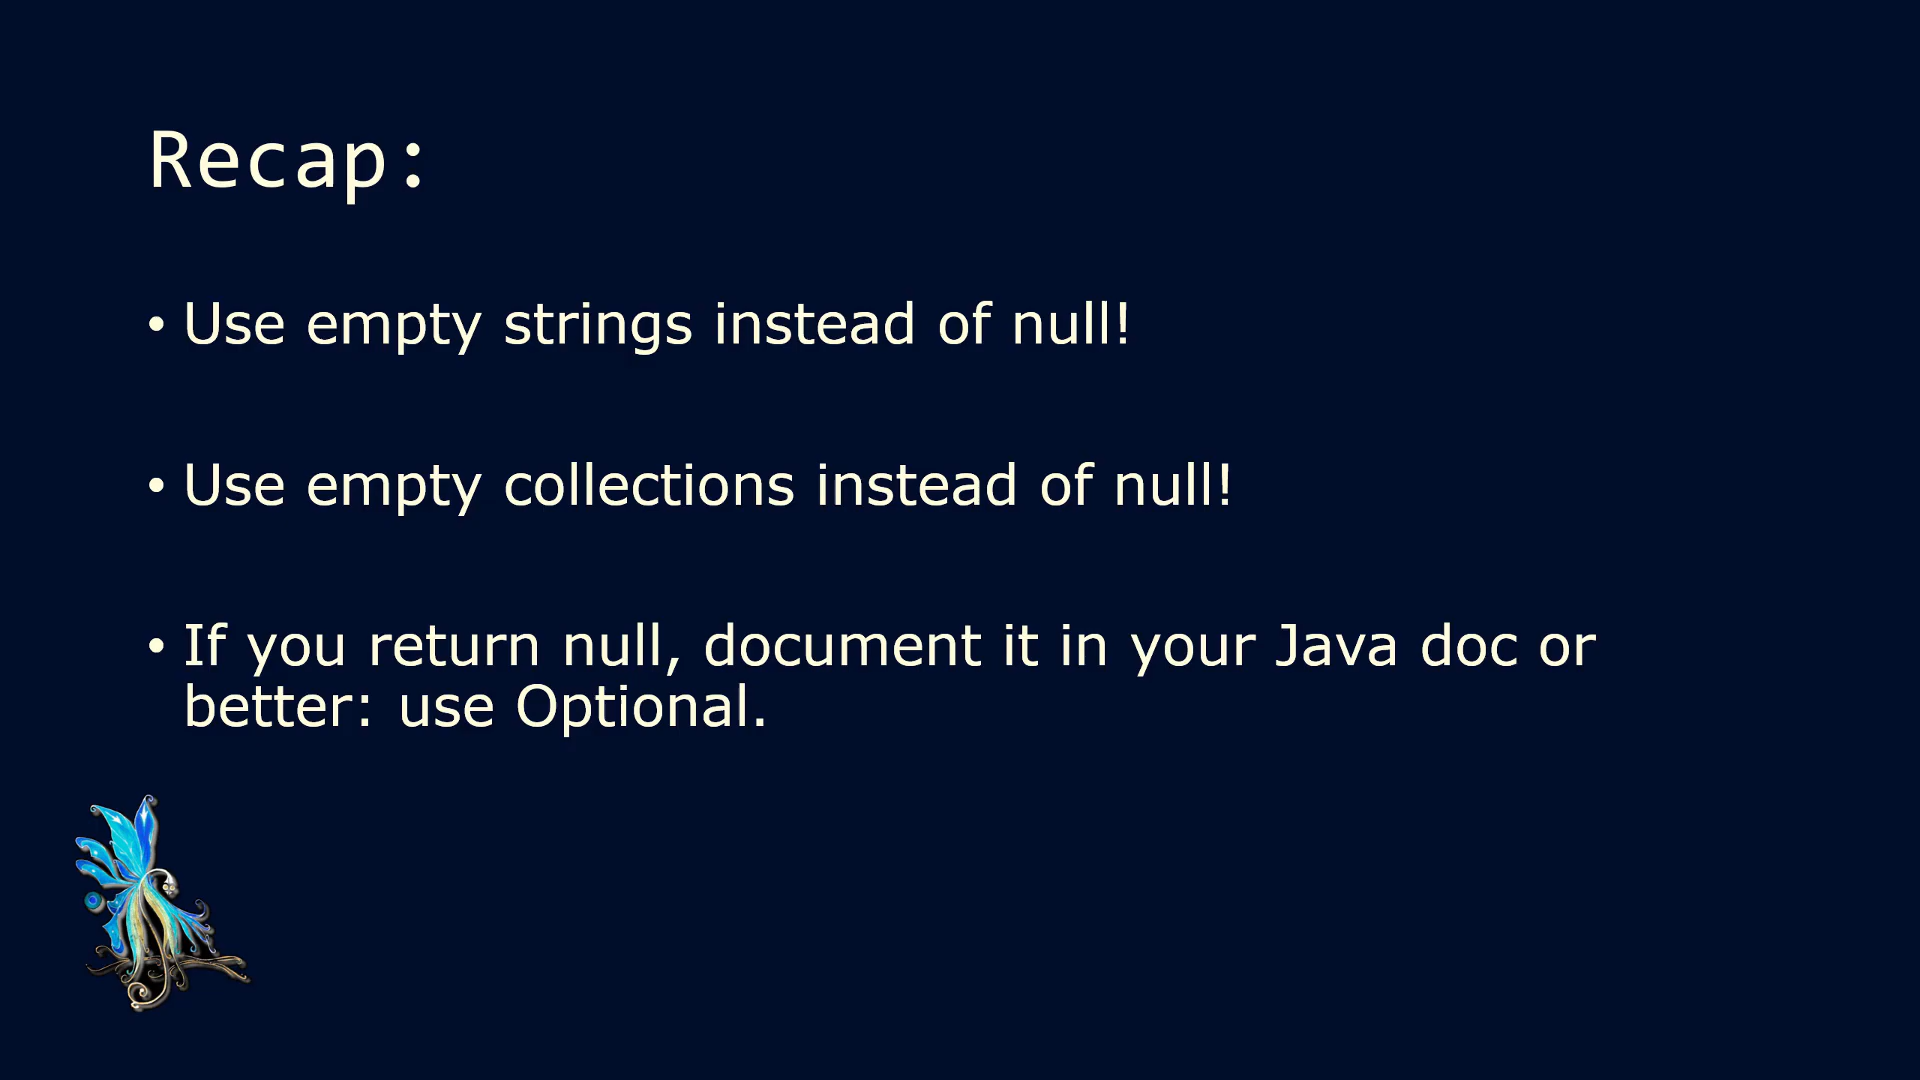 Recap:
• Use empty strings instead of null!
• Use empty collections instead of null!
• If you return null, document it in your Java doc or
better: use Optional.